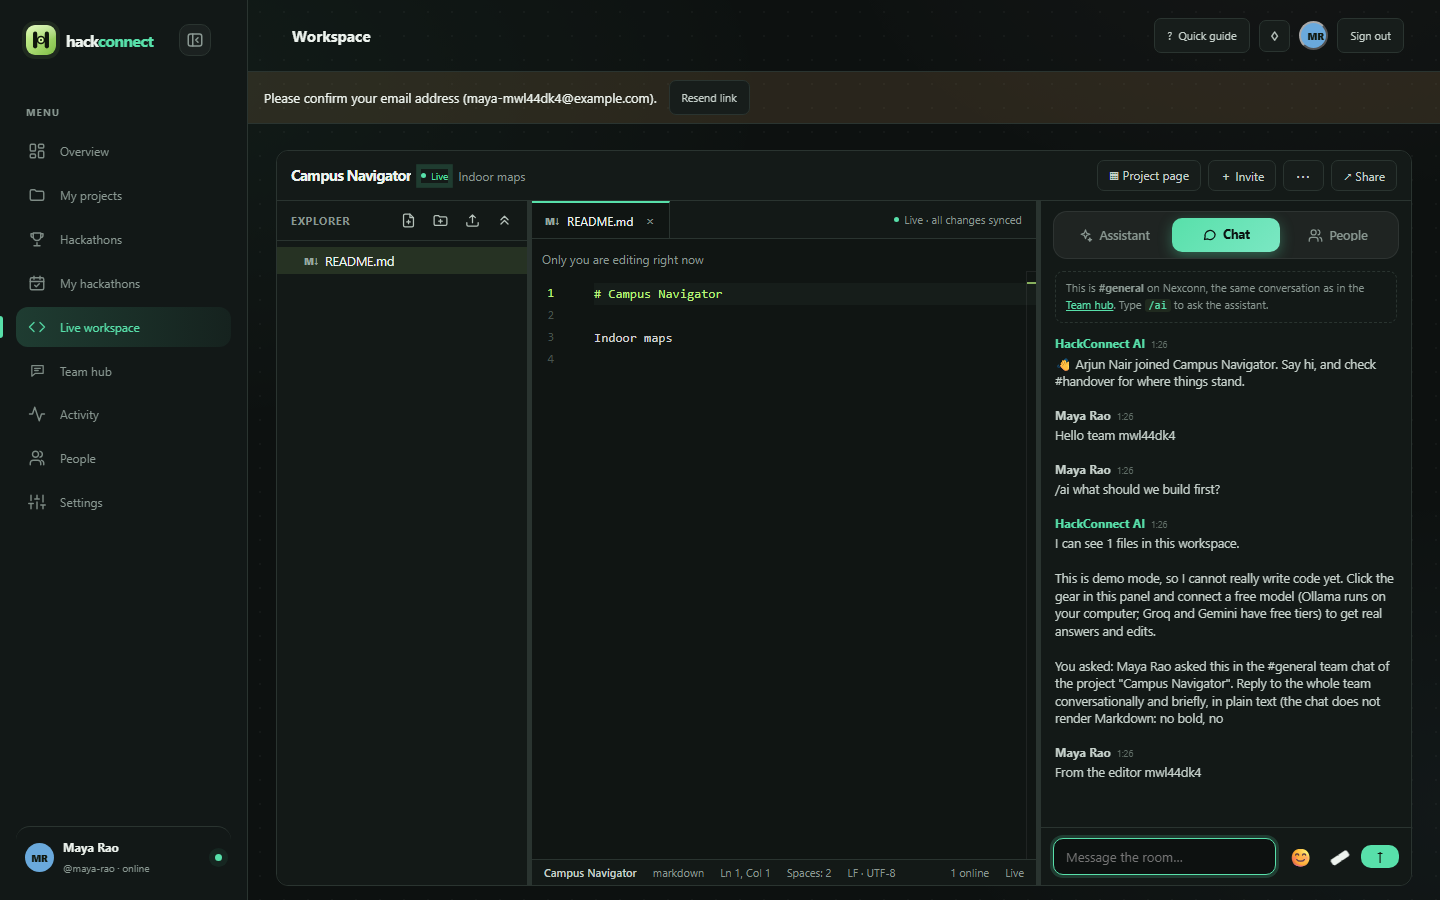 hackconnect
MENU
Overview
My projects
Hackathons
My hackathons
Live workspace
Team hub
Activity
People
Settings
MR
Maya Rao
@maya-rao · online
Workspace
? Quick guide
MR
Sign out
Please confirm your email address (maya-mwl44dk4@example.com).
Resend link
Campus Navigator
Live
Indoor maps
Project page
+ Invite
···
↗ Share
EXPLORER
M↓ README.md
M↓ README.md ×
Live · all changes synced
Only you are editing right now
1 # Campus Navigator
2
3 Indoor maps
4
Campus Navigator
markdown
Ln 1, Col 1
Spaces: 2
LF · UTF-8
1 online
Live
Assistant
Chat
People
This is #general on Nexconn, the same conversation as in the
Team hub. Type /ai to ask the assistant.
HackConnect AI 1:26
👋 Arjun Nair joined Campus Navigator. Say hi, and check
#handover for where things stand.
Maya Rao 1:26
Hello team mwl44dk4
Maya Rao 1:26
/ai what should we build first?
HackConnect AI 1:26
I can see 1 files in this workspace.
This is demo mode, so I cannot really write code yet. Click the
gear in this panel and connect a free model (Ollama runs on
your computer; Groq and Gemini have free tiers) to get real
answers and edits.
You asked: Maya Rao asked this in the #general team chat of
the project "Campus Navigator". Reply to the whole team
conversationally and briefly, in plain text (the chat does not
render Markdown: no bold, no
Maya Rao 1:26
From the editor mwl44dk4
Message the room...
↑